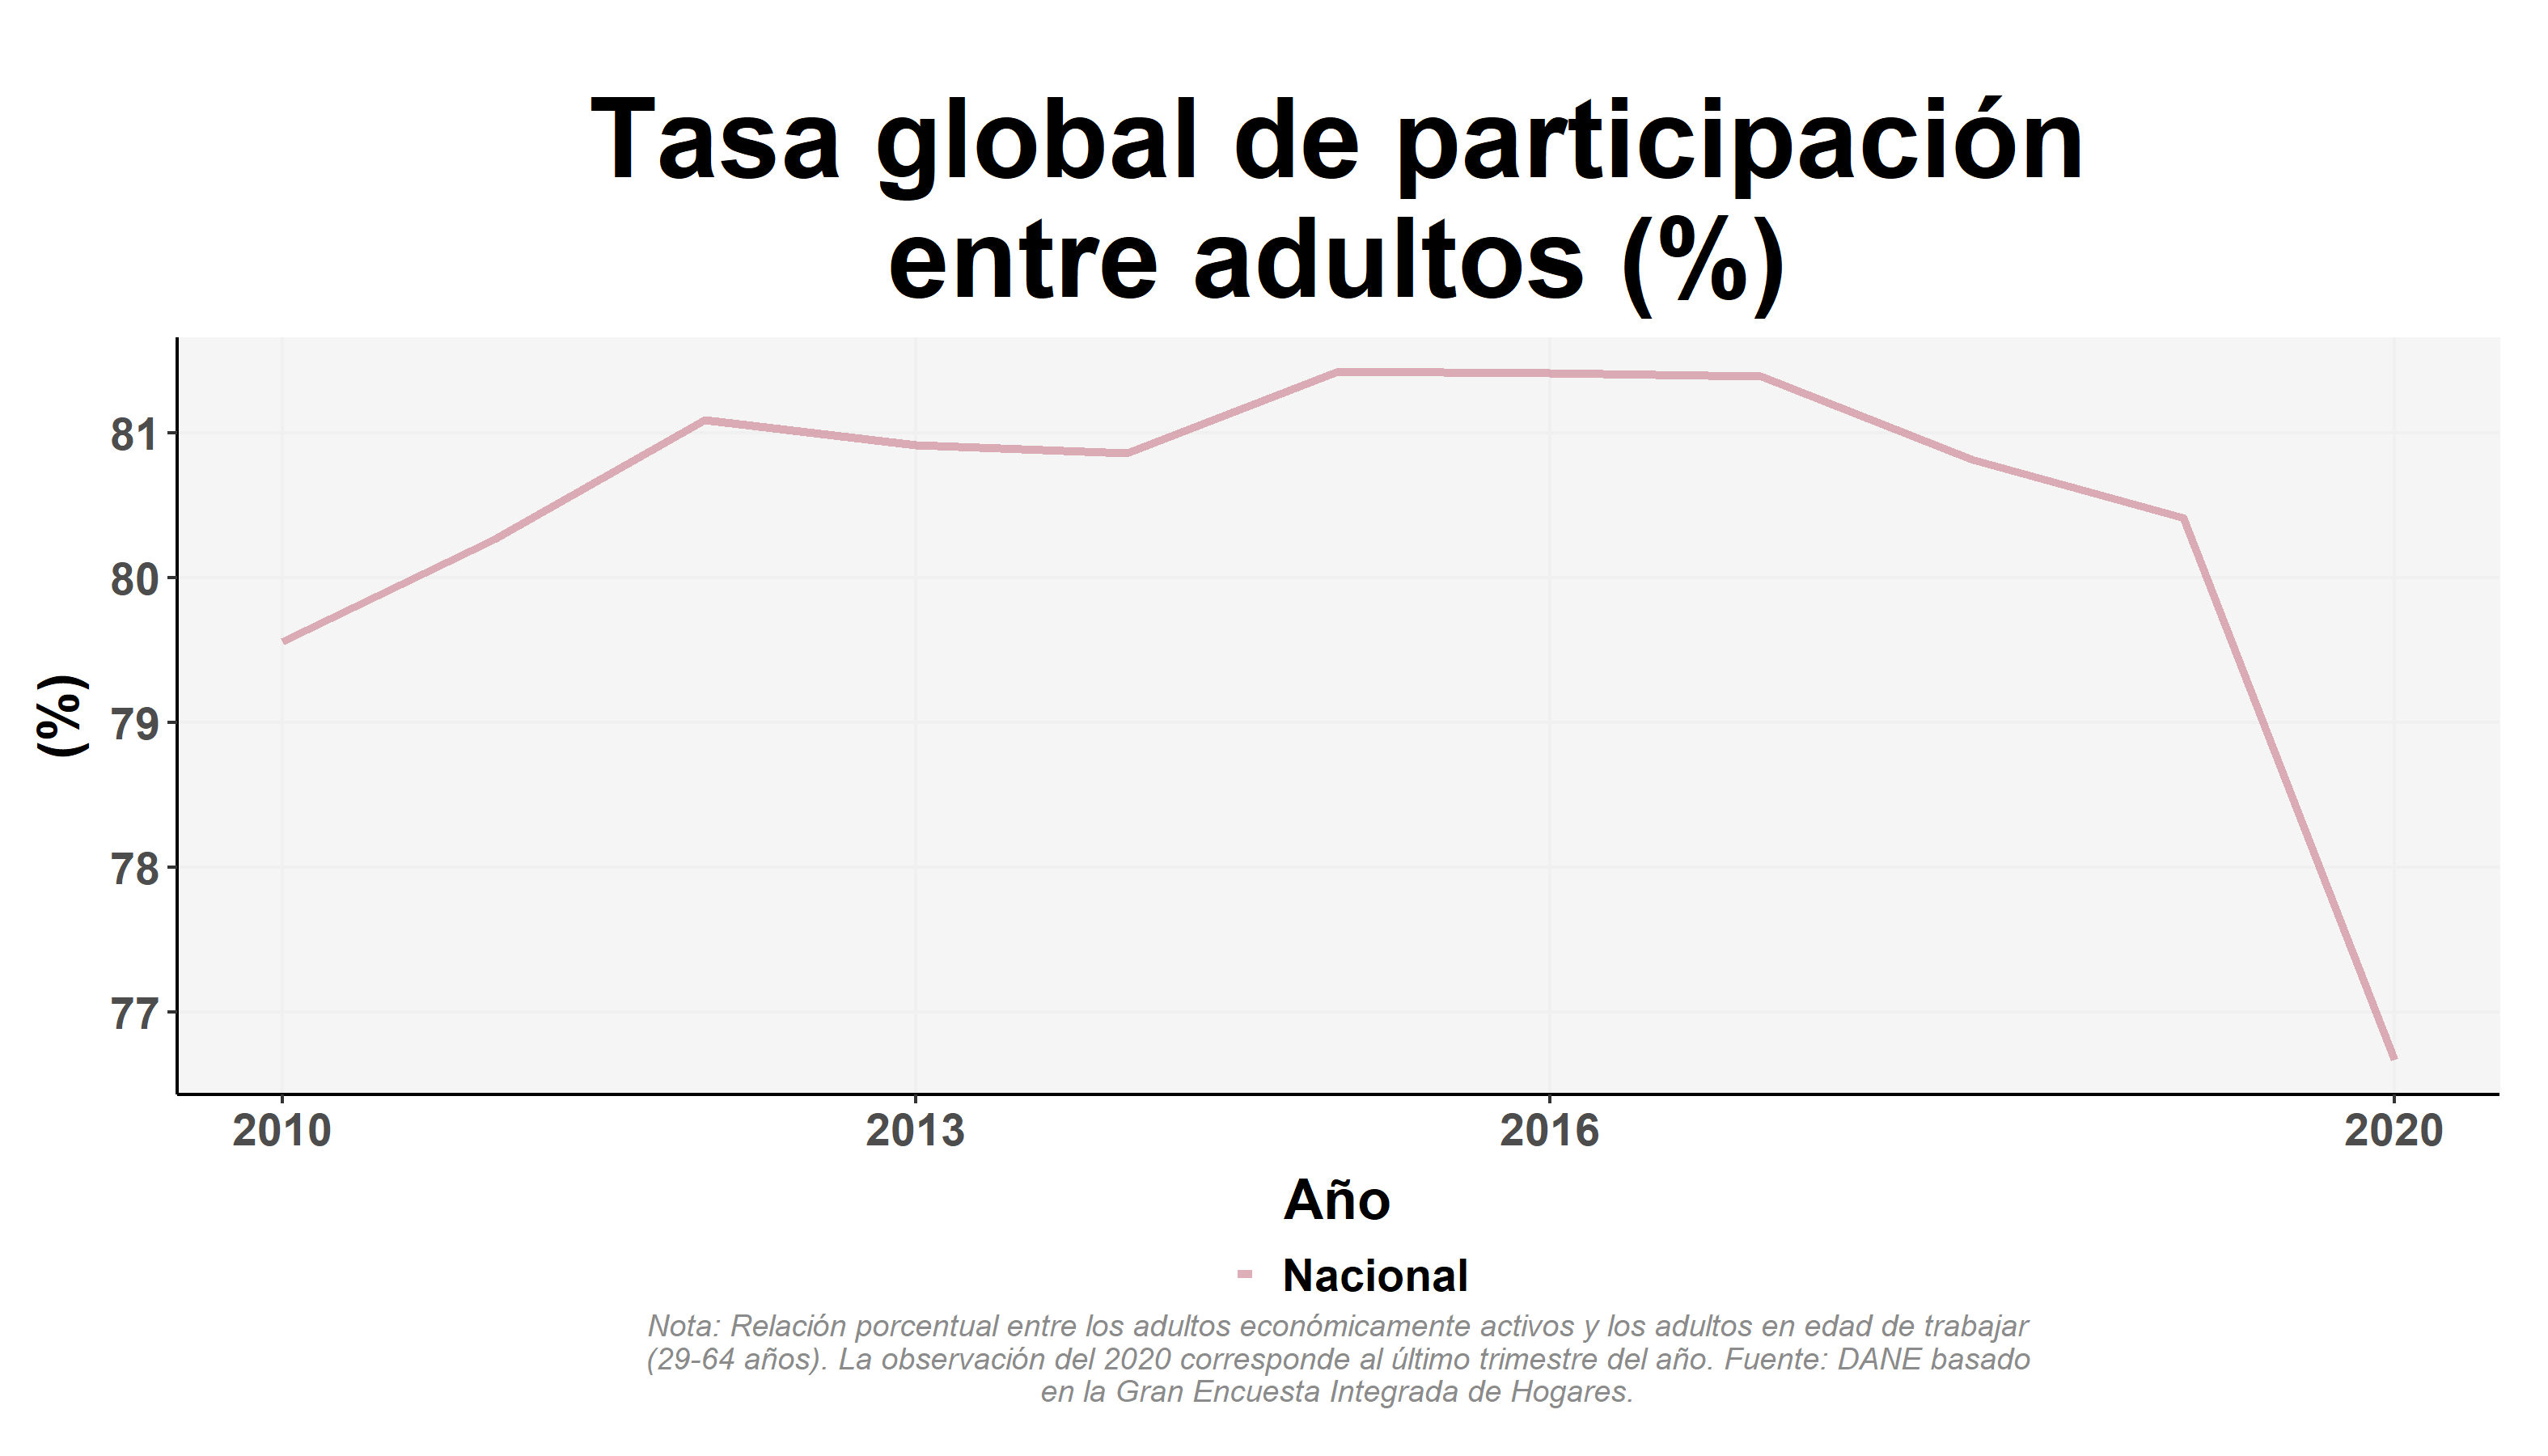 Tasa global de participación
entre adultos (%)
(%)
81
80
79
78
77
2010 2013 2016 2020
Año
Nacional
Nota: Relación porcentual entre los adultos económicamente activos y los adultos en edad de trabajar
(29-64 años). La observación del 2020 corresponde al último trimestre del año. Fuente: DANE basado
en la Gran Encuesta Integrada de Hogares.